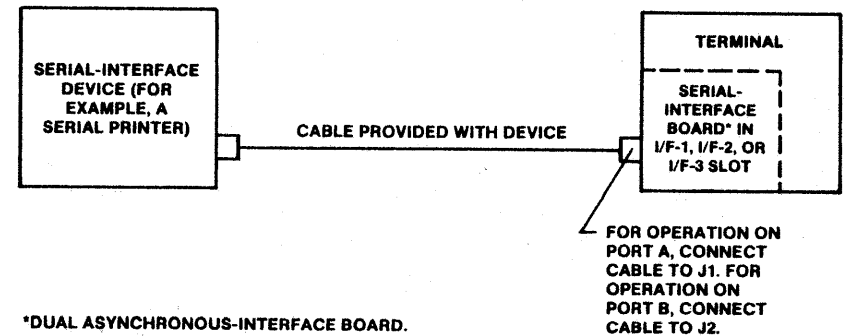 SERIAL-INTERFACE
DEVICE (FOR
EXAMPLE, A
SERIAL PRINTER)
CABLE PROVIDED WITH DEVICE
TERMINAL
SERIAL-
INTERFACE
BOARD* IN
I/F-1, I/F-2, OR
I/F-3 SLOT
FOR OPERATION ON
PORT A, CONNECT
CABLE TO J1. FOR
OPERATION ON
PORT B, CONNECT
CABLE TO J2.
*DUAL ASYNCHRONOUS-INTERFACE BOARD.